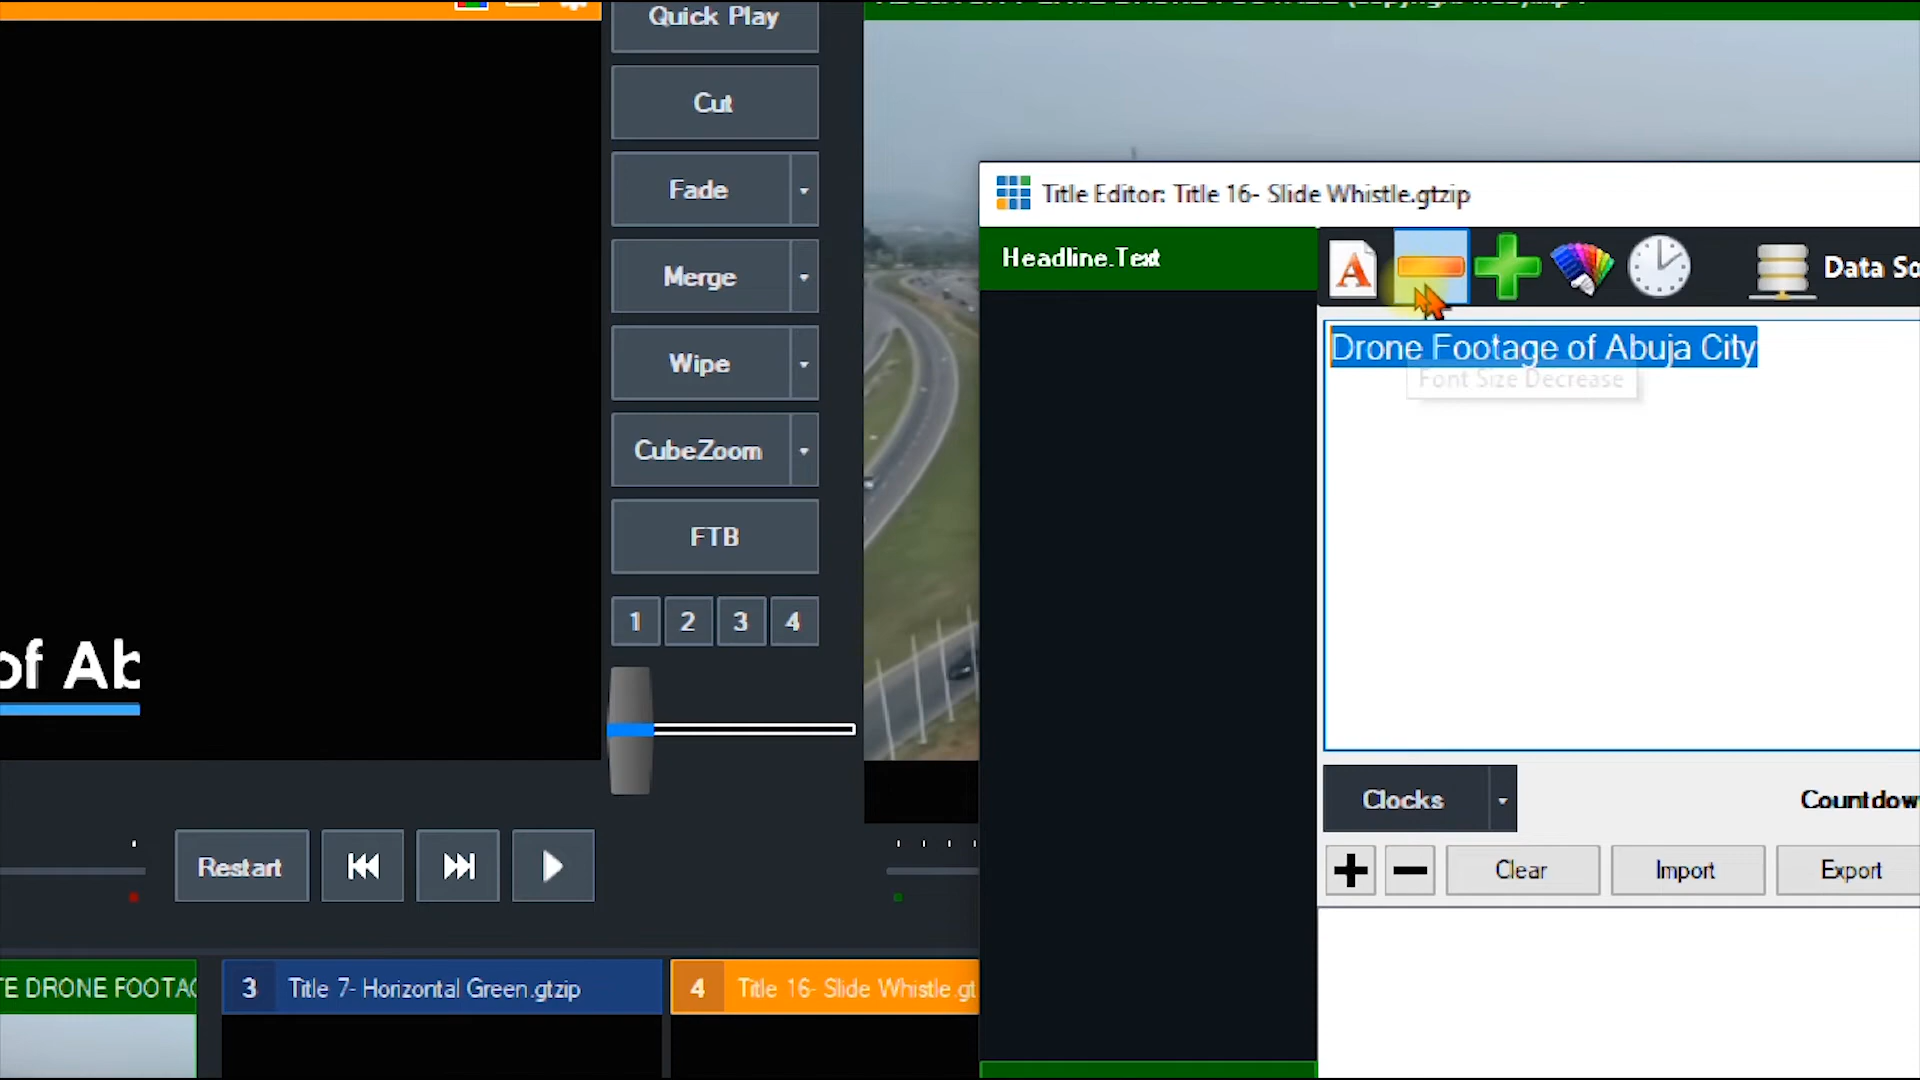 Quick Play
Cut
Fade
Merge
Wipe
CubeZoom
FTB
1 2 3 4
of Ab
Restart
Title Editor: Title 16- Slide Whistle.gtzip
Headline.Text
Data So
Drone Footage of Abuja City
Font Size Decrease
Clocks
Countdow
Clear
Import
Export
TE DRONE FOOTAG
3 Title 7- Horizontal Green.gtzip
4 Title 16- Slide Whistle.gt